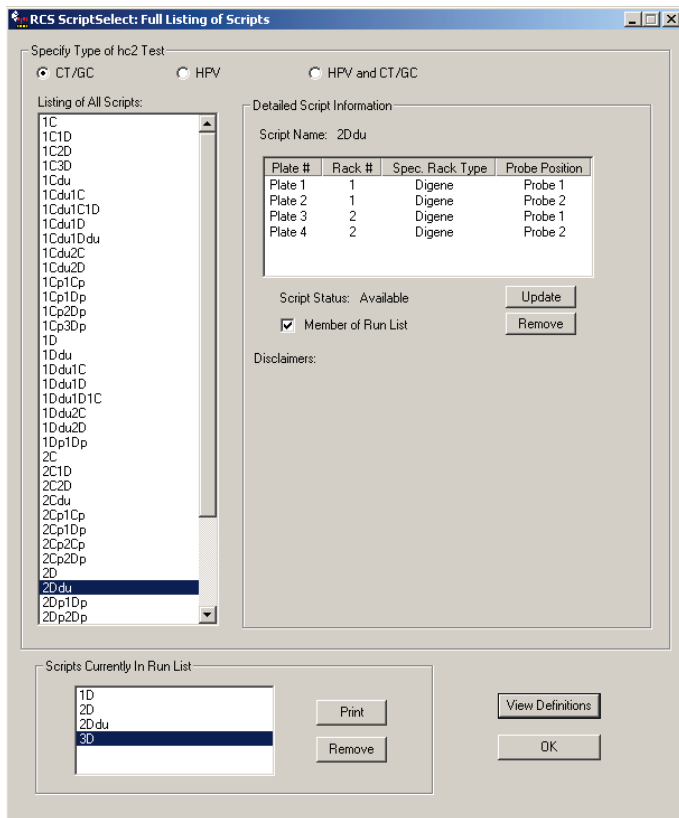 RCS ScriptSelect: Full Listing of Scripts
Specify Type of hc2 Test
CT/GC HPV HPV and CT/GC
Listing of All Scripts:
1C
1C1D
1C2D
1C3D
1Cdu
1Cdu1C
1Cdu1C1D
1Cdu1D
1Cdu1Ddu
1Cdu2C
1Cdu2D
1Cp1Cp
1Cp1Dp
1Cp2Dp
1Cp3Dp
1D
1Ddu
1Ddu1C
1Ddu1D
1Ddu1D1C
1Ddu2C
1Ddu2D
1Dp1Dp
2C
2C1D
2C2D
2Cdu
2Cp1Cp
2Cp1Dp
2Cp2Cp
2Cp2Dp
2D
2Ddu
2Dp1Dp
2Dp2Dp
Detailed Script Information
Script Name: 2Ddu
Plate # Rack # Spec. Rack Type Probe Position
Plate 1 1 Digene Probe 1
Plate 2 1 Digene Probe 2
Plate 3 2 Digene Probe 1
Plate 4 2 Digene Probe 2
Script Status: Available Update
Member of Run List Remove
Disclaimers:
Scripts Currently In Run List
1D
2D
2Ddu
3D
Print
Remove
View Definitions
OK